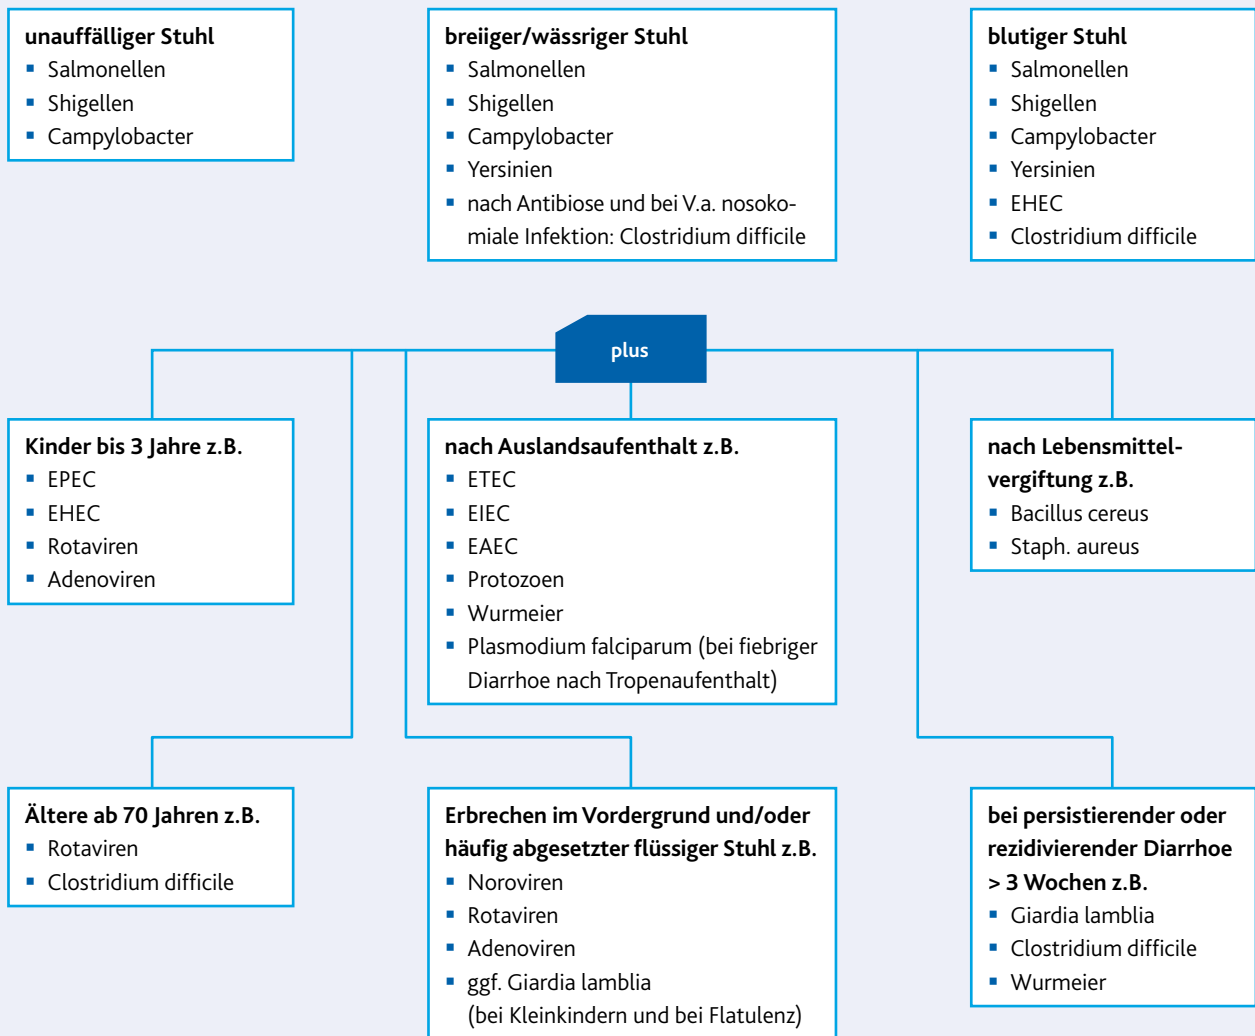 unauffälliger Stuhl
▪ Salmonellen
▪ Shigellen
▪ Campylobacter
breiiger/wässriger Stuhl
▪ Salmonellen
▪ Shigellen
▪ Campylobacter
▪ Yersinien
▪ nach Antibiose und bei V.a. nosoko-
miale Infektion: Clostridium difficile
blutiger Stuhl
▪ Salmonellen
▪ Shigellen
▪ Campylobacter
▪ Yersinien
▪ EHEC
▪ Clostridium difficile
plus
Kinder bis 3 Jahre z.B.
▪ EPEC
▪ EHEC
▪ Rotaviren
▪ Adenoviren
nach Auslandsaufenthalt z.B.
▪ ETEC
▪ EIEC
▪ EAEC
▪ Protozoen
▪ Wurmeier
▪ Plasmodium falciparum (bei fiebriger
Diarrhoe nach Tropenaufenthalt)
nach Lebensmittel-
vergiftung z.B.
▪ Bacillus cereus
▪ Staph. aureus
Ältere ab 70 Jahren z.B.
▪ Rotaviren
▪ Clostridium difficile
Erbrechen im Vordergrund und/oder
häufig abgesetzter flüssiger Stuhl z.B.
▪ Noroviren
▪ Rotaviren
▪ Adenoviren
▪ ggf. Giardia lamblia
(bei Kleinkindern und bei Flatulenz)
bei persistierender oder
rezidivierender Diarrhoe
> 3 Wochen z.B.
▪ Giardia lamblia
▪ Clostridium difficile
▪ Wurmeier